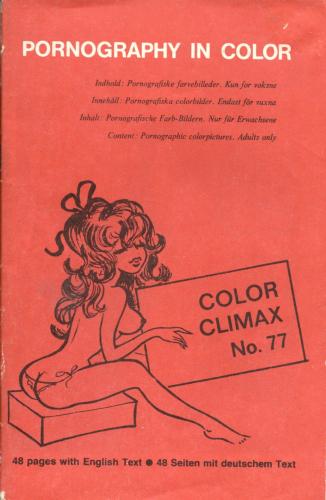 PORNOGRAPHY IN COLOR
Indhold: Pornografiske farvebilleder. Kun for voksne
Innehåll: Pornografiska colorbilder. Endast för vuxna
Inhalt: Pornografische Farb-Bildern. Nur für Erwachsene
Content: Pornographic colorpictures. Adults only
COLOR
CLIMAX
No. 77
48 pages with English Text ● 48 Seiten mit deutschem Text